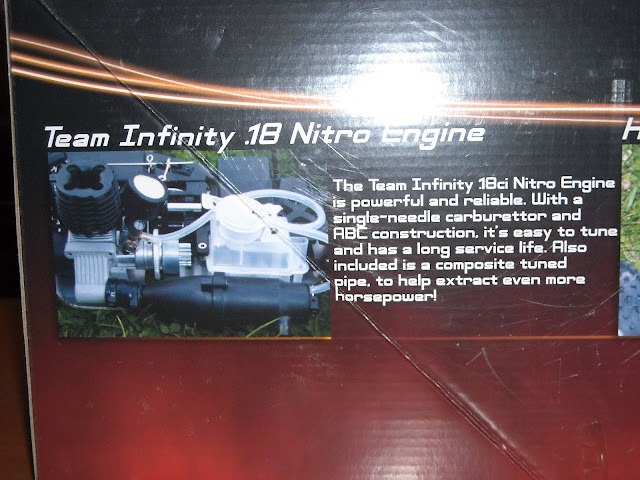 Team Infinity .18 Nitro Engine
H
The Team Infinity 18ci Nitro Engine
is powerful and reliable. With a
single-needle carburettor and
ABC construction, it's easy to tune
and has a long service life. Also
included is a composite tuned
pipe, to help extract even more
horsepower!